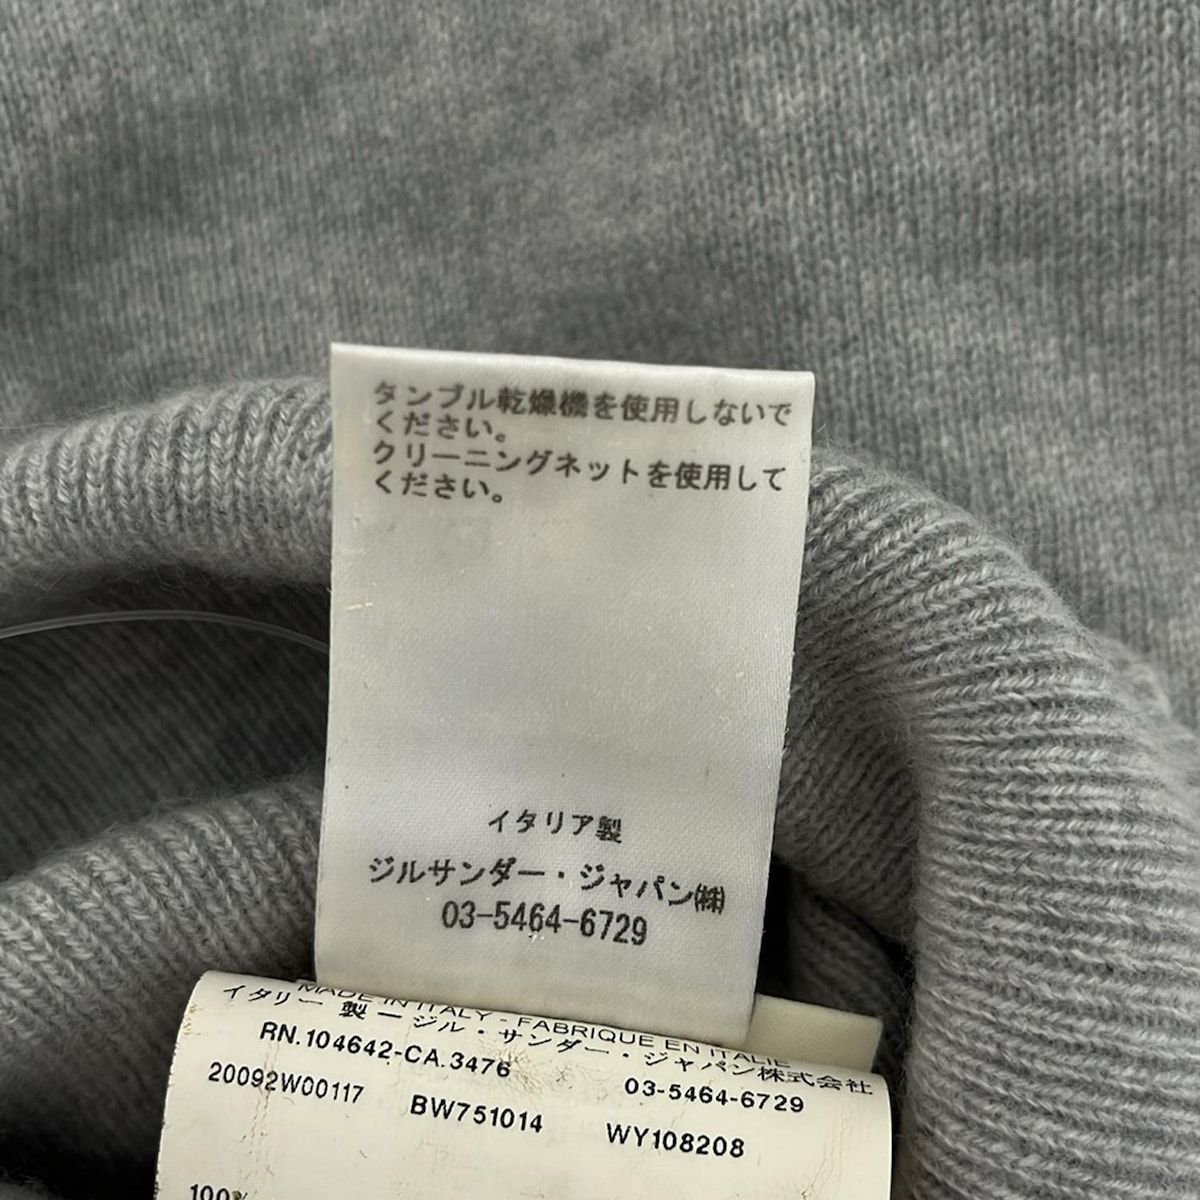 タンブル乾燥機を使用しないで
ください。
クリーニングネットを使用して
ください。
イタリア製
ジルサンダー・ジャパン㈱
03-5464-6729
MADE IN ITALY - FABRIQUE EN ITALIE
イタリー 製 ー ジル・サンダー・ジャパン株式会社
RN.104642-CA.3476 03-5464-6729
20092W00117 BW751014 WY108208
100%